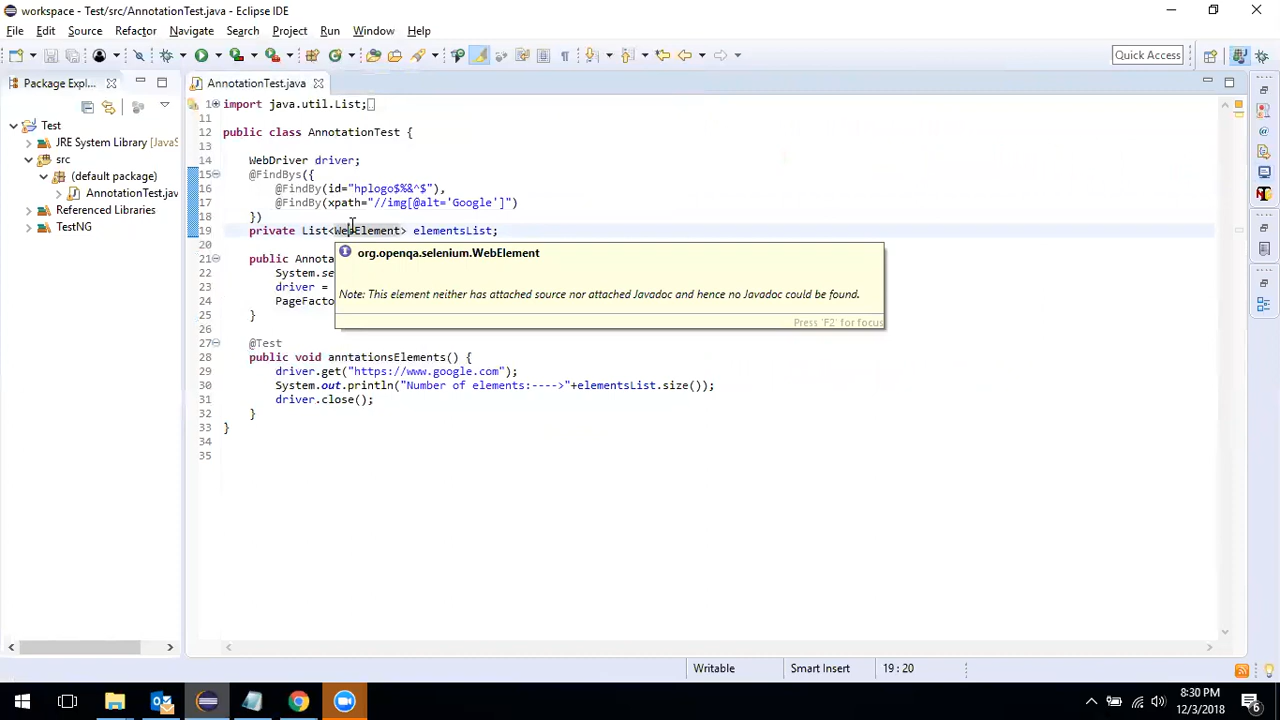 workspace - Test/src/AnnotationTest.java - Eclipse IDE
File Edit Source Refactor Navigate Search Project Run Window Help
Quick Access
Package Expl...
AnnotationTest.java
Test
JRE System Library [JavaS
src
(default package)
AnnotationTest.jav
Referenced Libraries
TestNG
1 import java.util.List;
11
12 public class AnnotationTest {
13
14 WebDriver driver;
15 @FindBys({
16 @FindBy(id="hplogo$%&^$"),
17 @FindBy(xpath="//img[@alt='Google']")
18 })
19 private List<WebElement> elementsList;
20
21 public Annota
22 System.se
23 driver =
24 PageFacto
25 }
26
27 @Test
28 public void anntationsElements() {
29 driver.get("https://www.google.com");
30 System.out.println("Number of elements:---->"+elementsList.size());
31 driver.close();
32 }
33 }
34
35
org.openqa.selenium.WebElement
Note: This element neither has attached source nor attached Javadoc and hence no Javadoc could be found.
Press 'F2' for focus
Writable Smart Insert 19 : 20
8:30 PM
12/3/2018
6